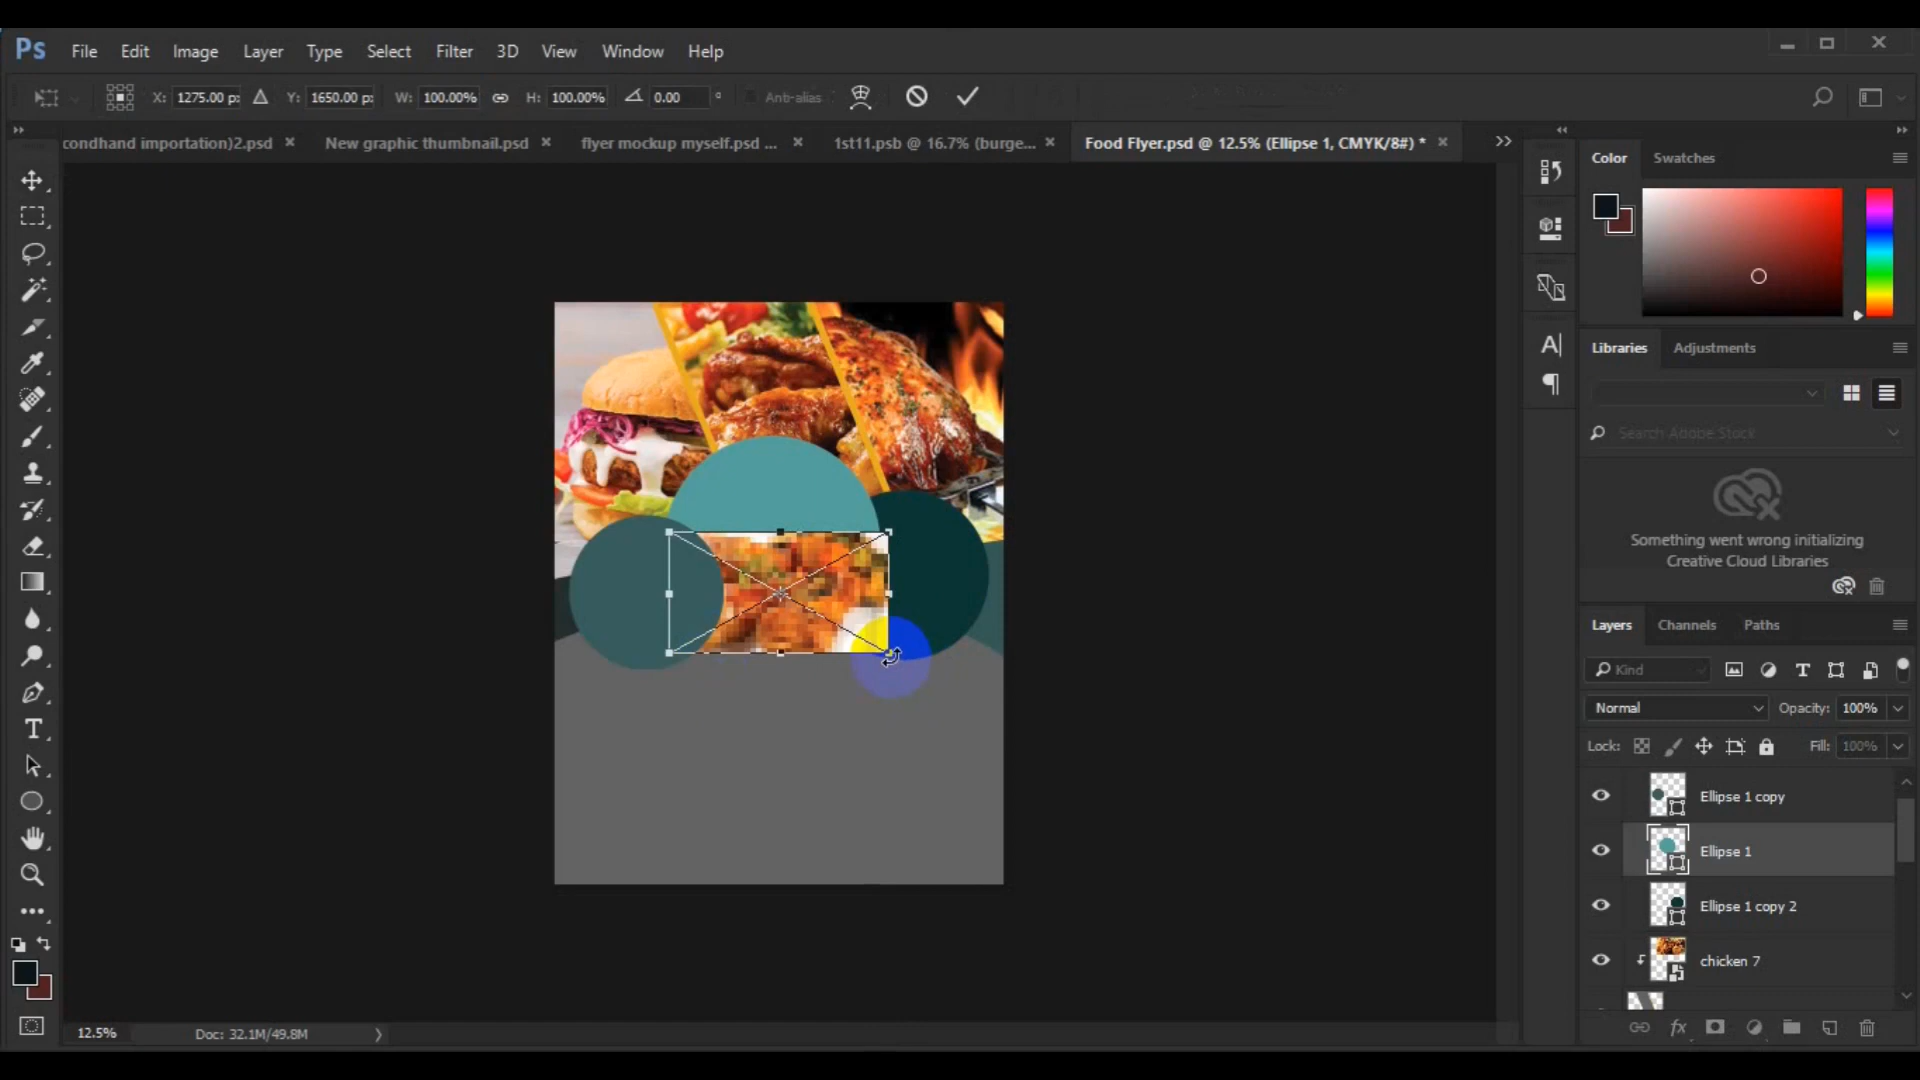 Ps File Edit Image Layer Type Select Filter 3D View Window Help
X: 1275.00 p: Y: 1650.00 p: W: 100.00% H: 100.00% 0.00 ° Anti-alias
condhand importation)2.psd × New graphic thumbnail.psd × flyer mockup myself.psd ... × 1st11.psb @ 16.7% (burge... × Food Flyer.psd @ 12.5% (Ellipse 1, CMYK/8#) * ×
Color Swatches
Libraries Adjustments
Search Adobe Stock
Something went wrong initializing
Creative Cloud Libraries
Layers Channels Paths
Kind
Normal Opacity: 100%
Lock: Fill: 100%
Ellipse 1 copy
Ellipse 1
Ellipse 1 copy 2
chicken 7
12.5% Doc: 32.1M/49.8M